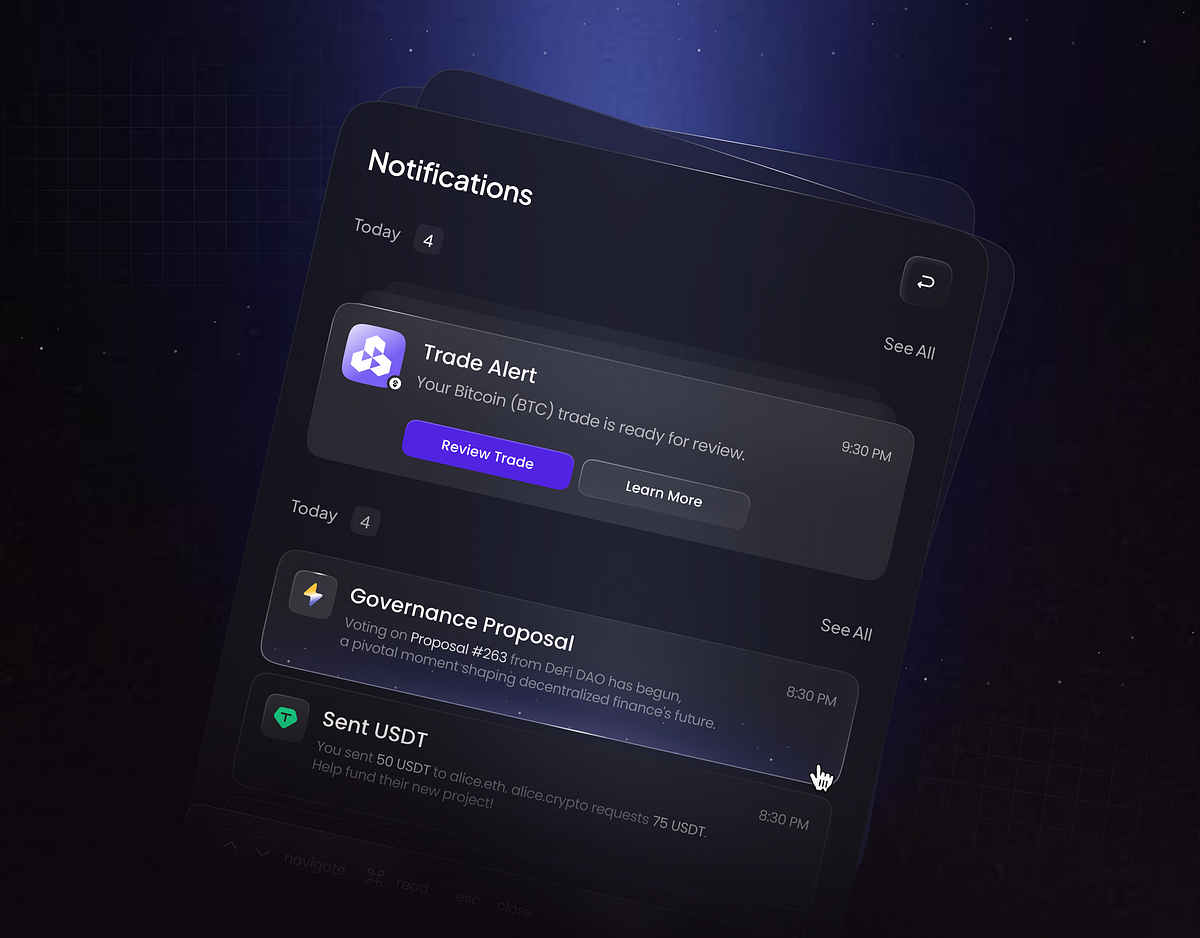 Notifications
Today 4
See All
Trade Alert
Your Bitcoin (BTC) trade is ready for review.
9:30 PM
Review Trade
Learn More
Today 4
See All
Governance Proposal
Voting on Proposal #263 from DeFi DAO has begun,
a pivotal moment shaping decentralized finance's future.
8:30 PM
Sent USDT
You sent 50 USDT to alice.eth. alice.crypto requests 75 USDT.
Help fund their new project!
8:30 PM
navigate ⌘ read esc close